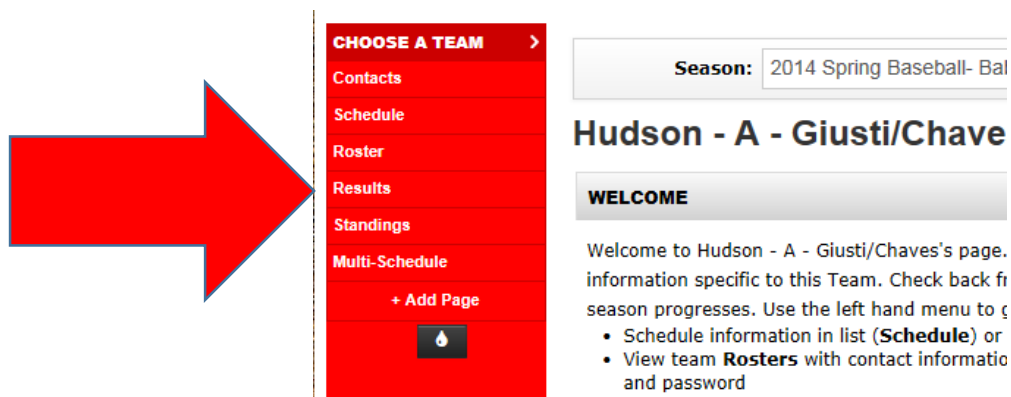 CHOOSE A TEAM
Contacts
Schedule
Roster
Results
Standings
Multi-Schedule
+ Add Page
Season: 2014 Spring Baseball- Bal
Hudson - A - Giusti/Chave
WELCOME
Welcome to Hudson - A - Giusti/Chaves's page.
information specific to this Team. Check back fr
season progresses. Use the left hand menu to g
• Schedule information in list (Schedule) or
• View team Rosters with contact informatio
and password